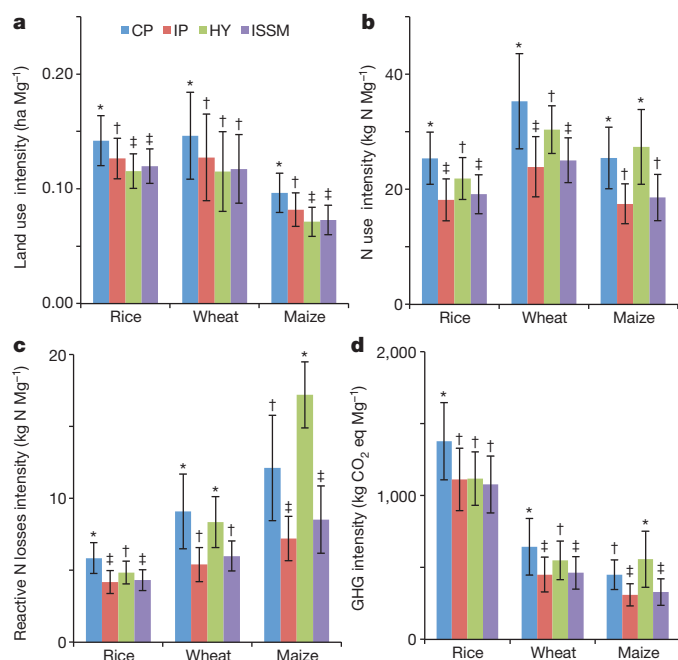 a
CP IP HY ISSM
Land use intensity (ha Mg⁻¹)
0.20
0.10
0.00
* † ‡ ‡
* † † †
* † ‡ ‡
Rice Wheat Maize
b
N use intensity (kg N Mg⁻¹)
40
20
0
* ‡ † ‡
* ‡ † ‡
* † * †
Rice Wheat Maize
c
Reactive N losses intensity (kg N Mg⁻¹)
20
10
0
* ‡ † ‡
* † * †
† ‡ * ‡
Rice Wheat Maize
d
GHG intensity (kg CO₂ eq Mg⁻¹)
2,000
1,000
0
* † † †
* ‡ † ‡
† ‡ * ‡
Rice Wheat Maize